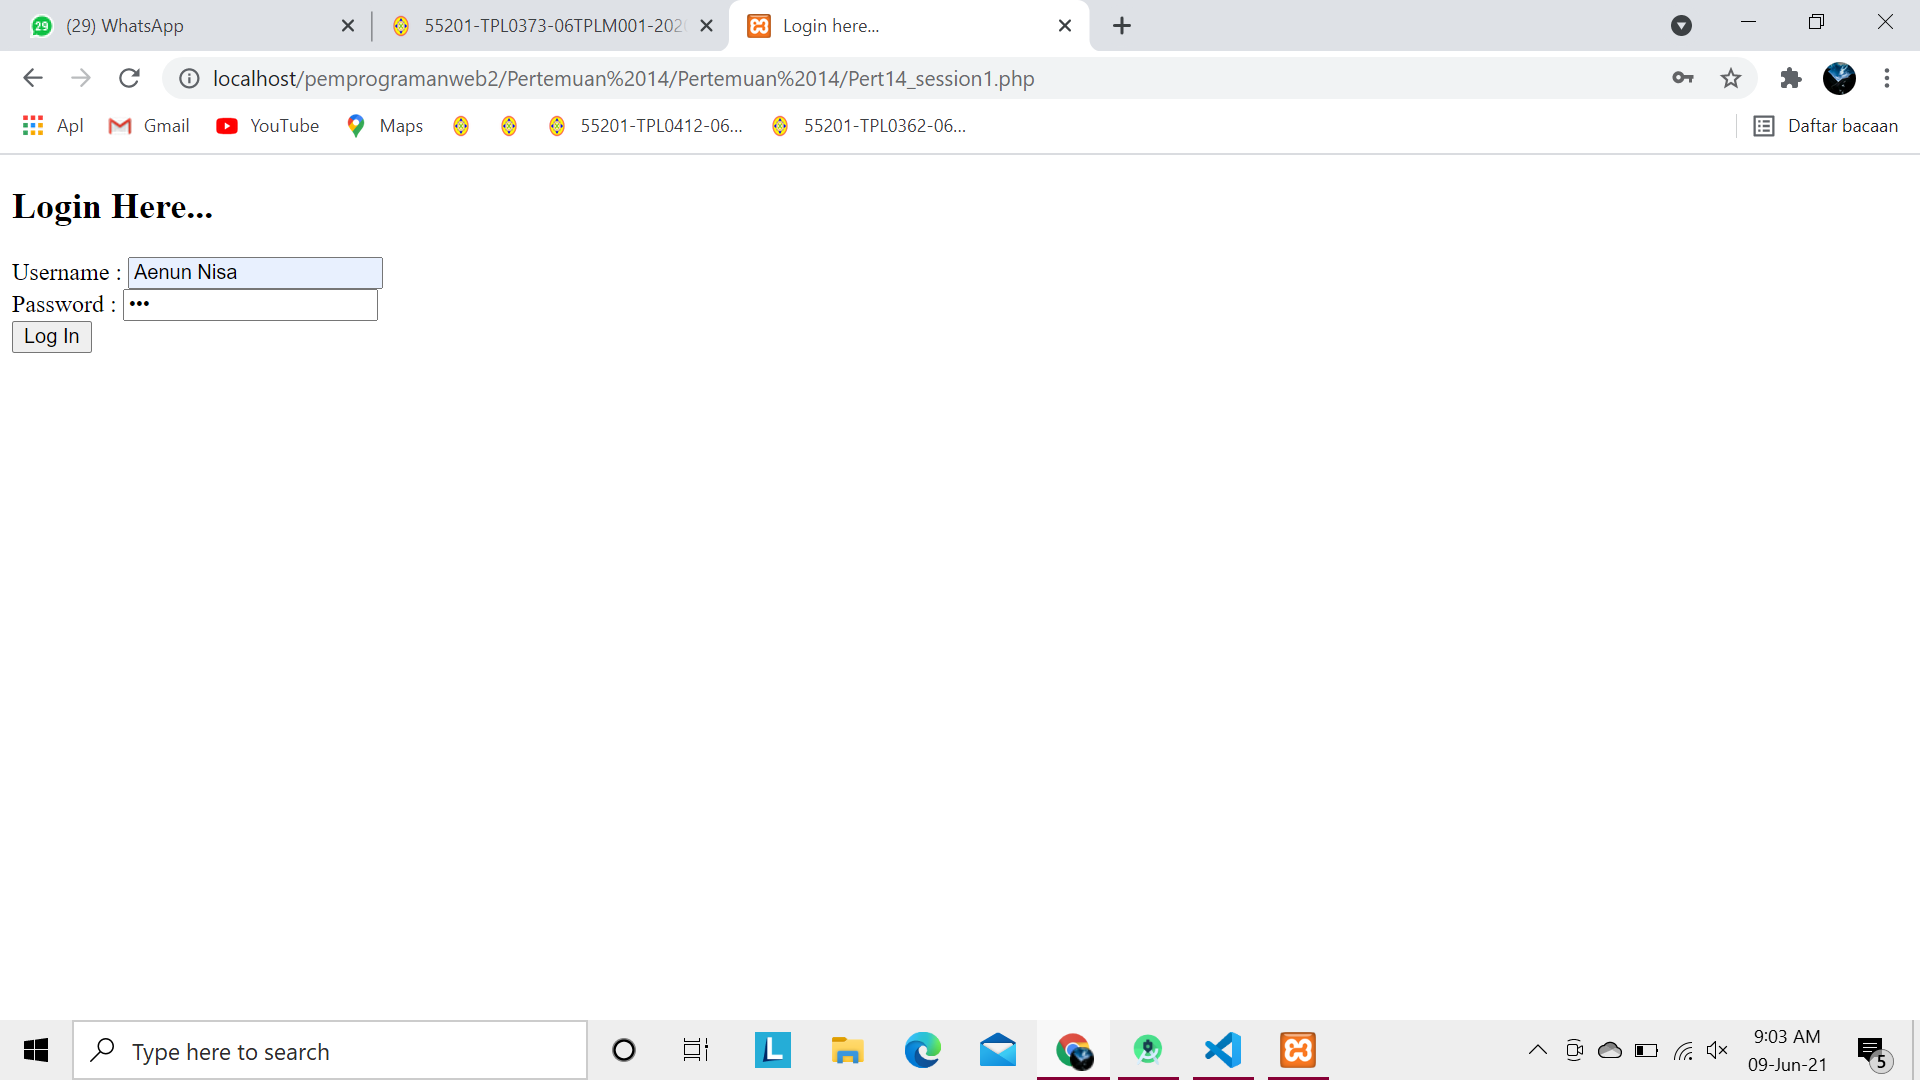 29 (29) WhatsApp
55201-TPL0373-06TPLM001-202
Login here...
localhost/pemprogramanweb2/Pertemuan%2014/Pertemuan%2014/Pert14_session1.php
Apl Gmail YouTube Maps 55201-TPL0412-06... 55201-TPL0362-06... Daftar bacaan
Login Here...
Username : Aenun Nisa
Password : •••
Log In
Type here to search
L
9:03 AM
09-Jun-21
5